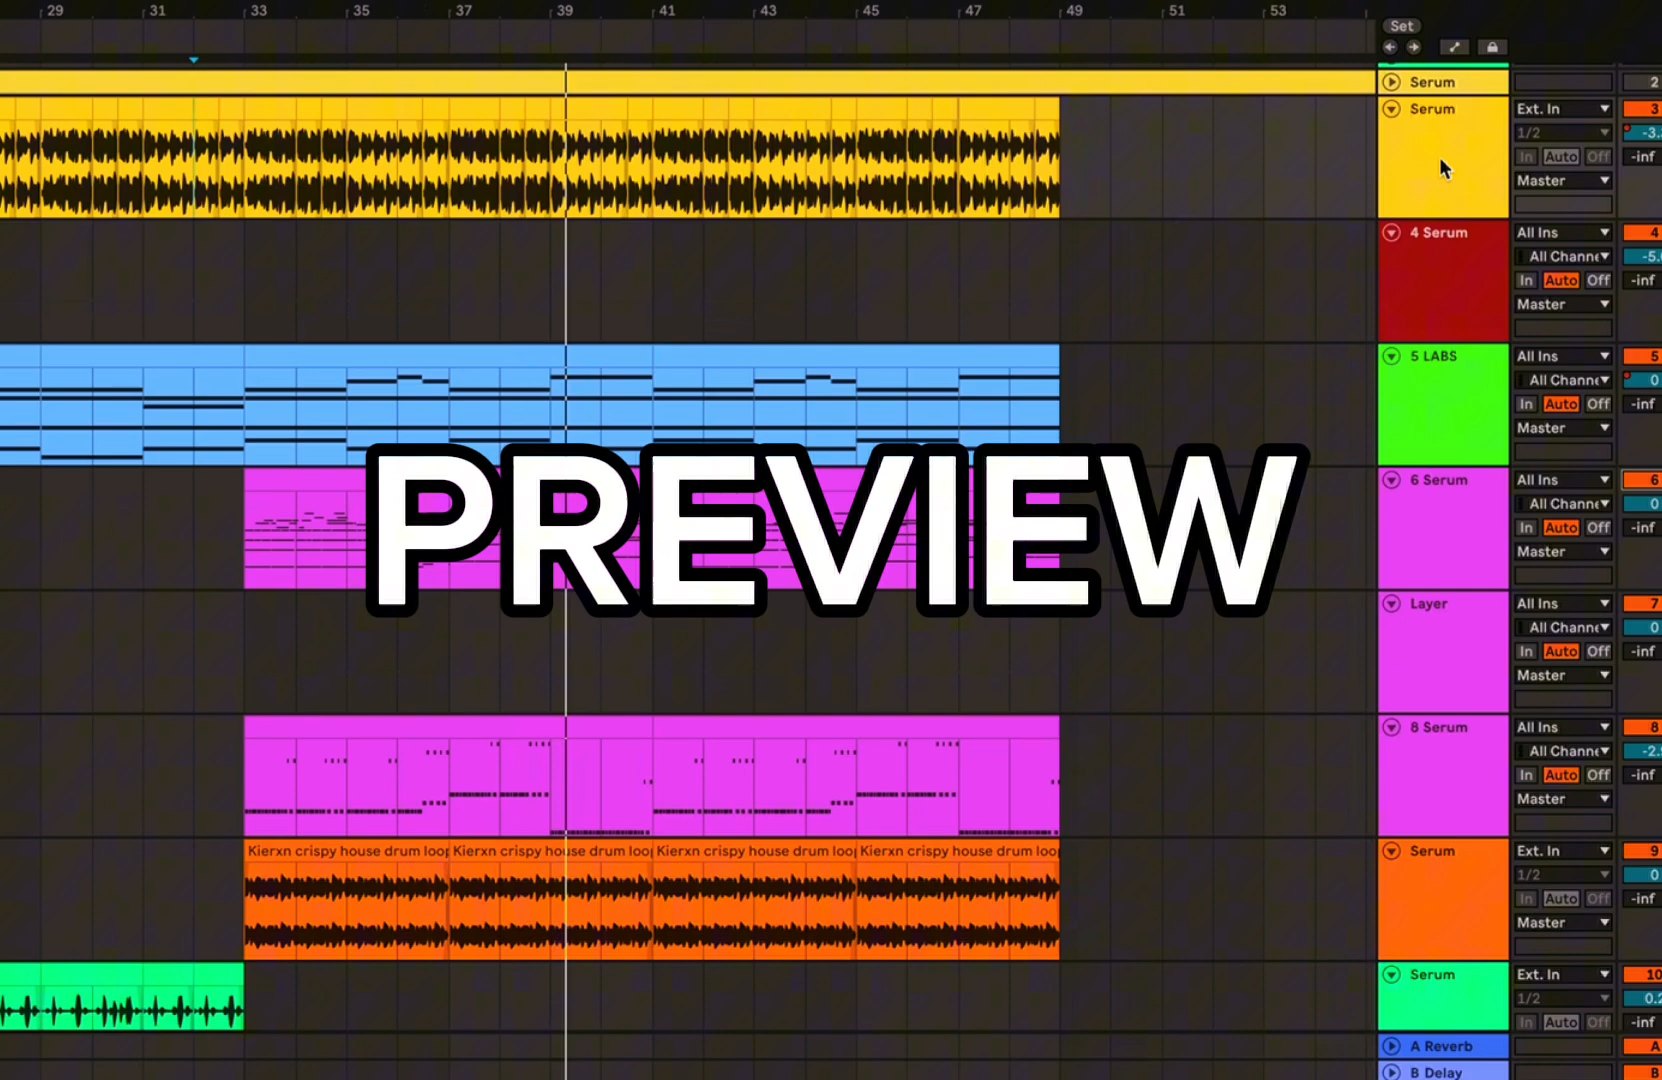 29 31 33 35 37 39 41 43 45 47 49 51 53
Set
Serum 2
Serum Ext. In 3
1/2 -3.
In Auto Off -inf
Master
4 Serum All Ins 4
All Channe -5.
In Auto Off -inf
Master
5 LABS All Ins 5
All Channe 0
In Auto Off -inf
Master
6 Serum All Ins 6
All Channe 0
In Auto Off -inf
Master
PREVIEW
Layer All Ins 7
All Channe 0
In Auto Off -inf
Master
8 Serum All Ins 8
All Channe -2.
In Auto Off -inf
Master
Kierxn crispy house drum loop Kierxn crispy house drum loop Kierxn crispy house drum loop Kierxn crispy house drum loop Serum Ext. In 9
1/2 0
In Auto Off -inf
Master
Serum Ext. In 10
1/2 0.2
In Auto Off -inf
A Reverb A
B Delay B